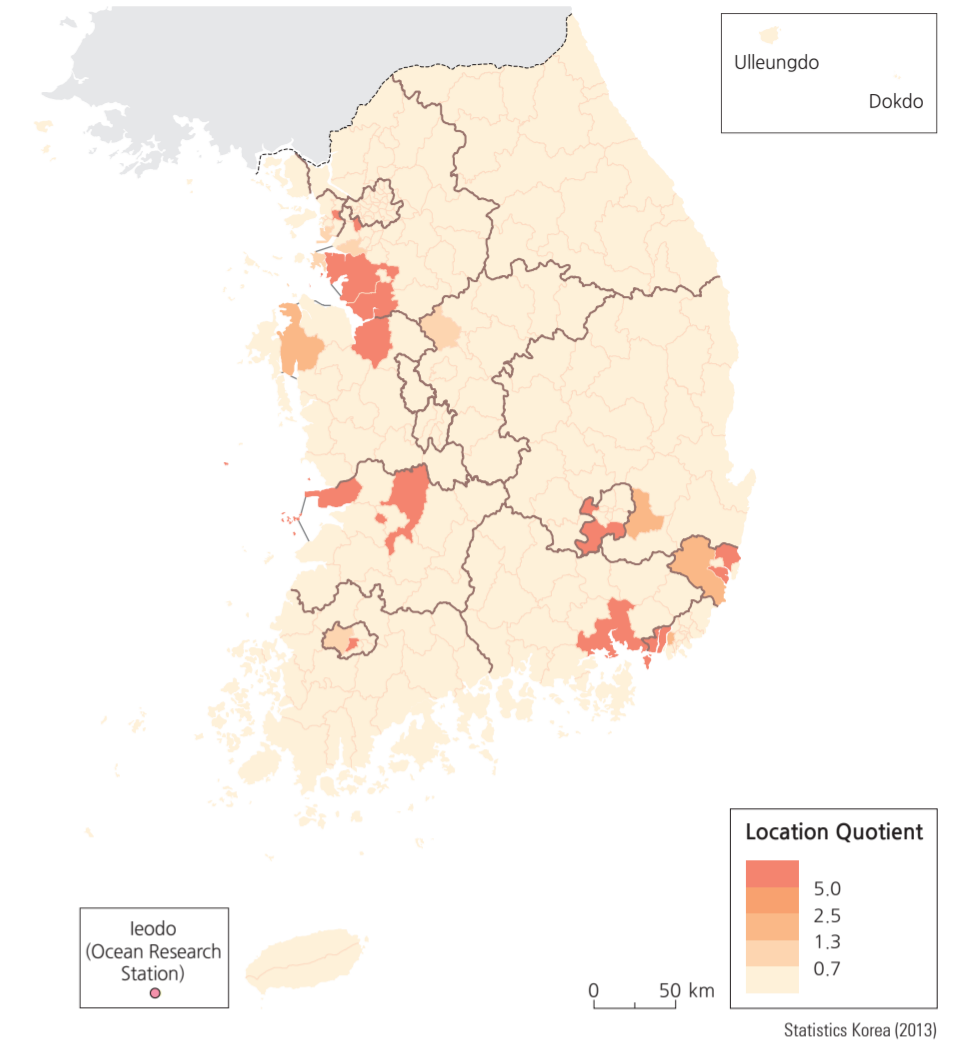 Ulleungdo
Dokdo
Location Quotient
5.0
2.5
1.3
0.7
Ieodo
(Ocean Research
Station)
0 50 km
Statistics Korea (2013)